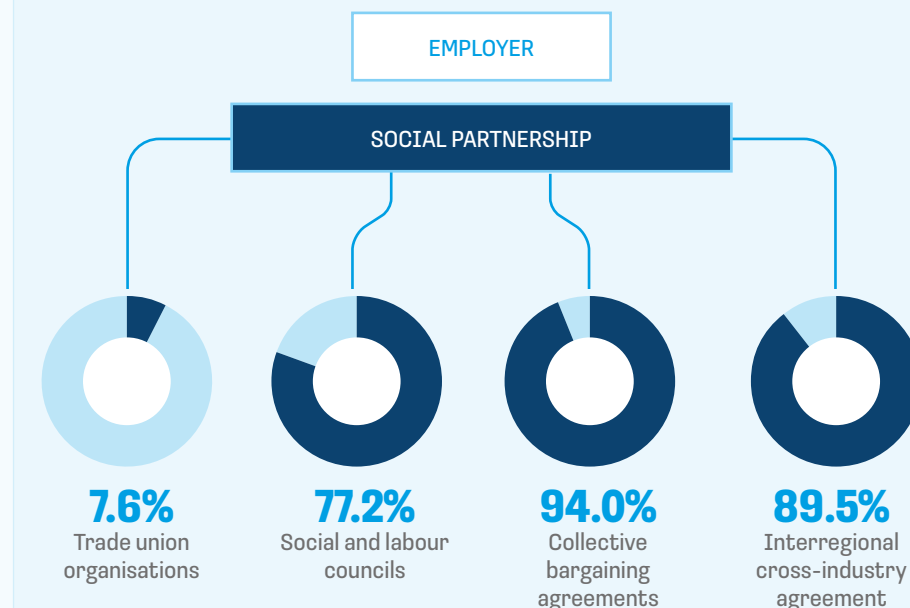 EMPLOYER
SOCIAL PARTNERSHIP
7.6%
Trade union
organisations
77.2%
Social and labour
councils
94.0%
Collective
bargaining
agreements
89.5%
Interregional
cross-industry
agreement